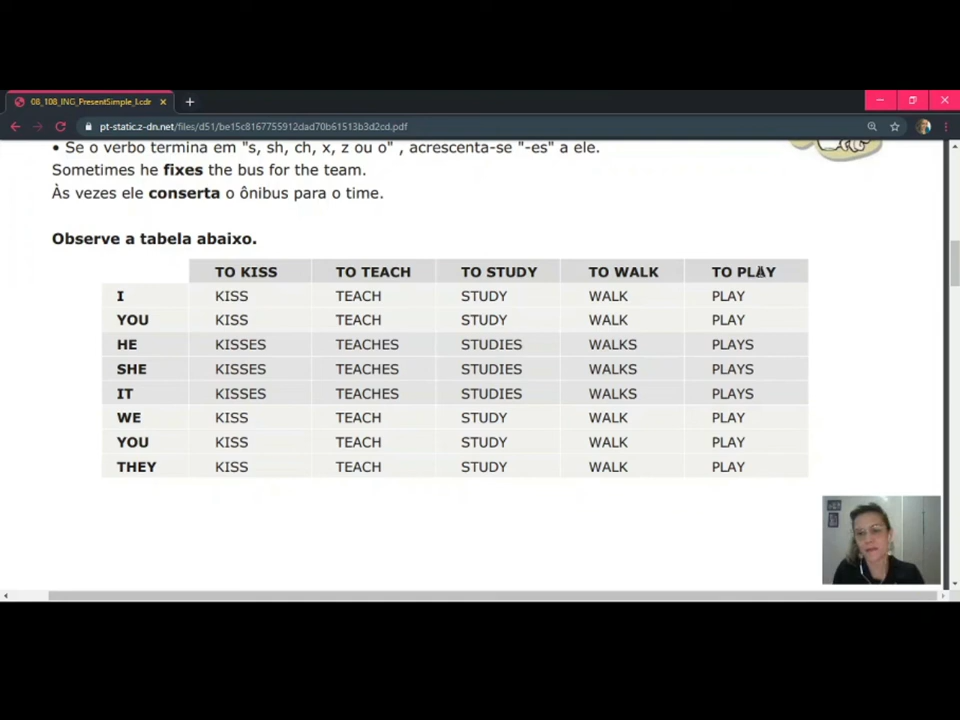 08_108_ING_PresentSimple_I.cdr
pt-static.z-dn.net/files/d51/be15c8167755912dad70b61513b3d2cd.pdf
• Se o verbo termina em "s, sh, ch, x, z ou o" , acrescenta-se "-es" a ele.
Sometimes he fixes the bus for the team.
Às vezes ele conserta o ônibus para o time.
Observe a tabela abaixo.
TO KISS TO TEACH TO STUDY TO WALK TO PLAY
I KISS TEACH STUDY WALK PLAY
YOU KISS TEACH STUDY WALK PLAY
HE KISSES TEACHES STUDIES WALKS PLAYS
SHE KISSES TEACHES STUDIES WALKS PLAYS
IT KISSES TEACHES STUDIES WALKS PLAYS
WE KISS TEACH STUDY WALK PLAY
YOU KISS TEACH STUDY WALK PLAY
THEY KISS TEACH STUDY WALK PLAY